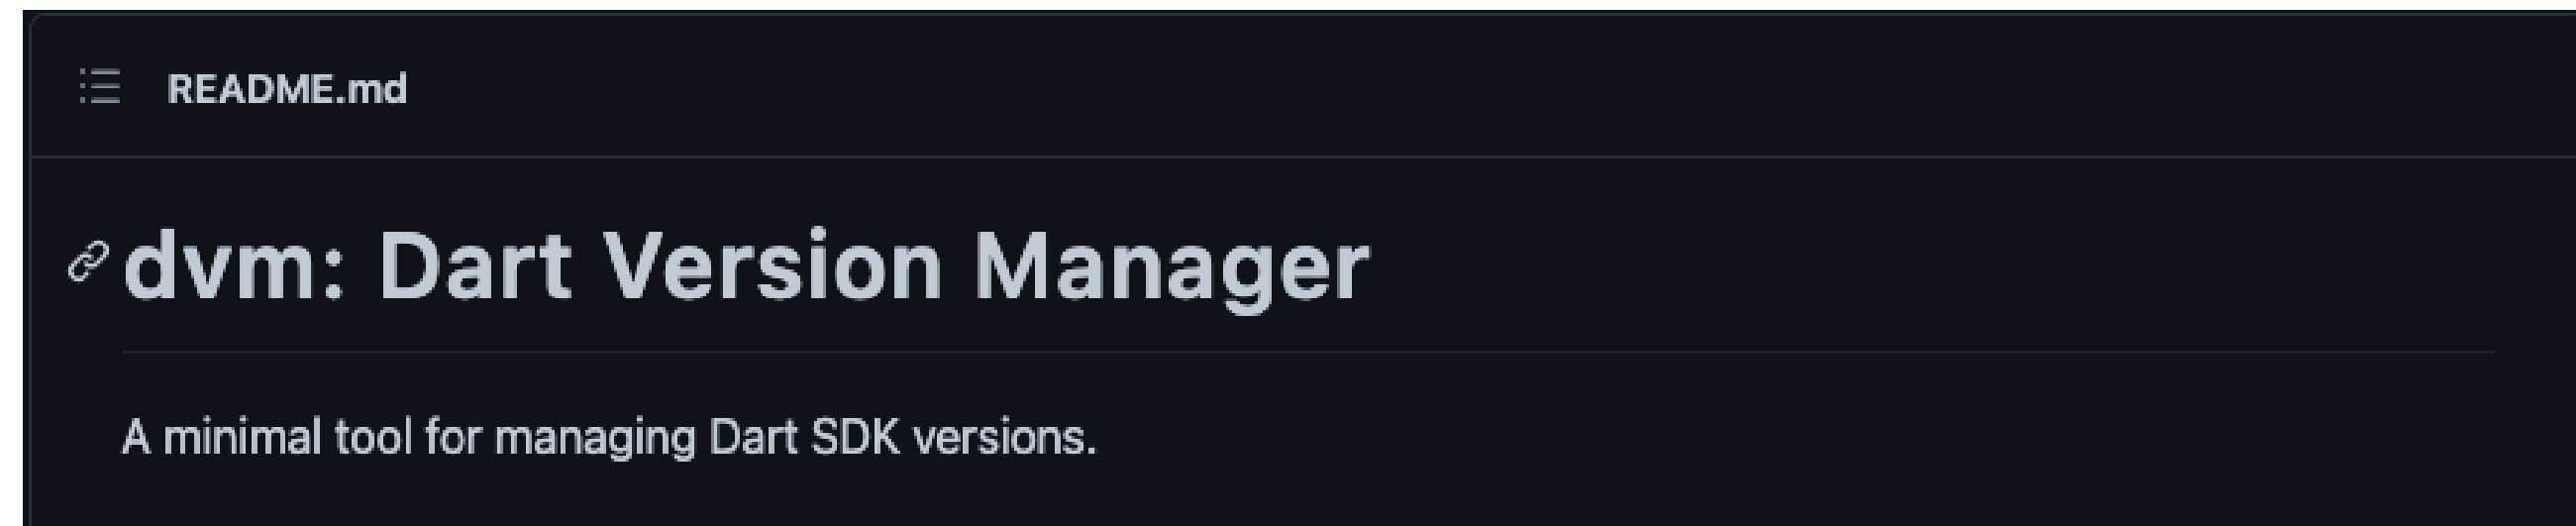 README.md
dvm: Dart Version Manager
A minimal tool for managing Dart SDK versions.